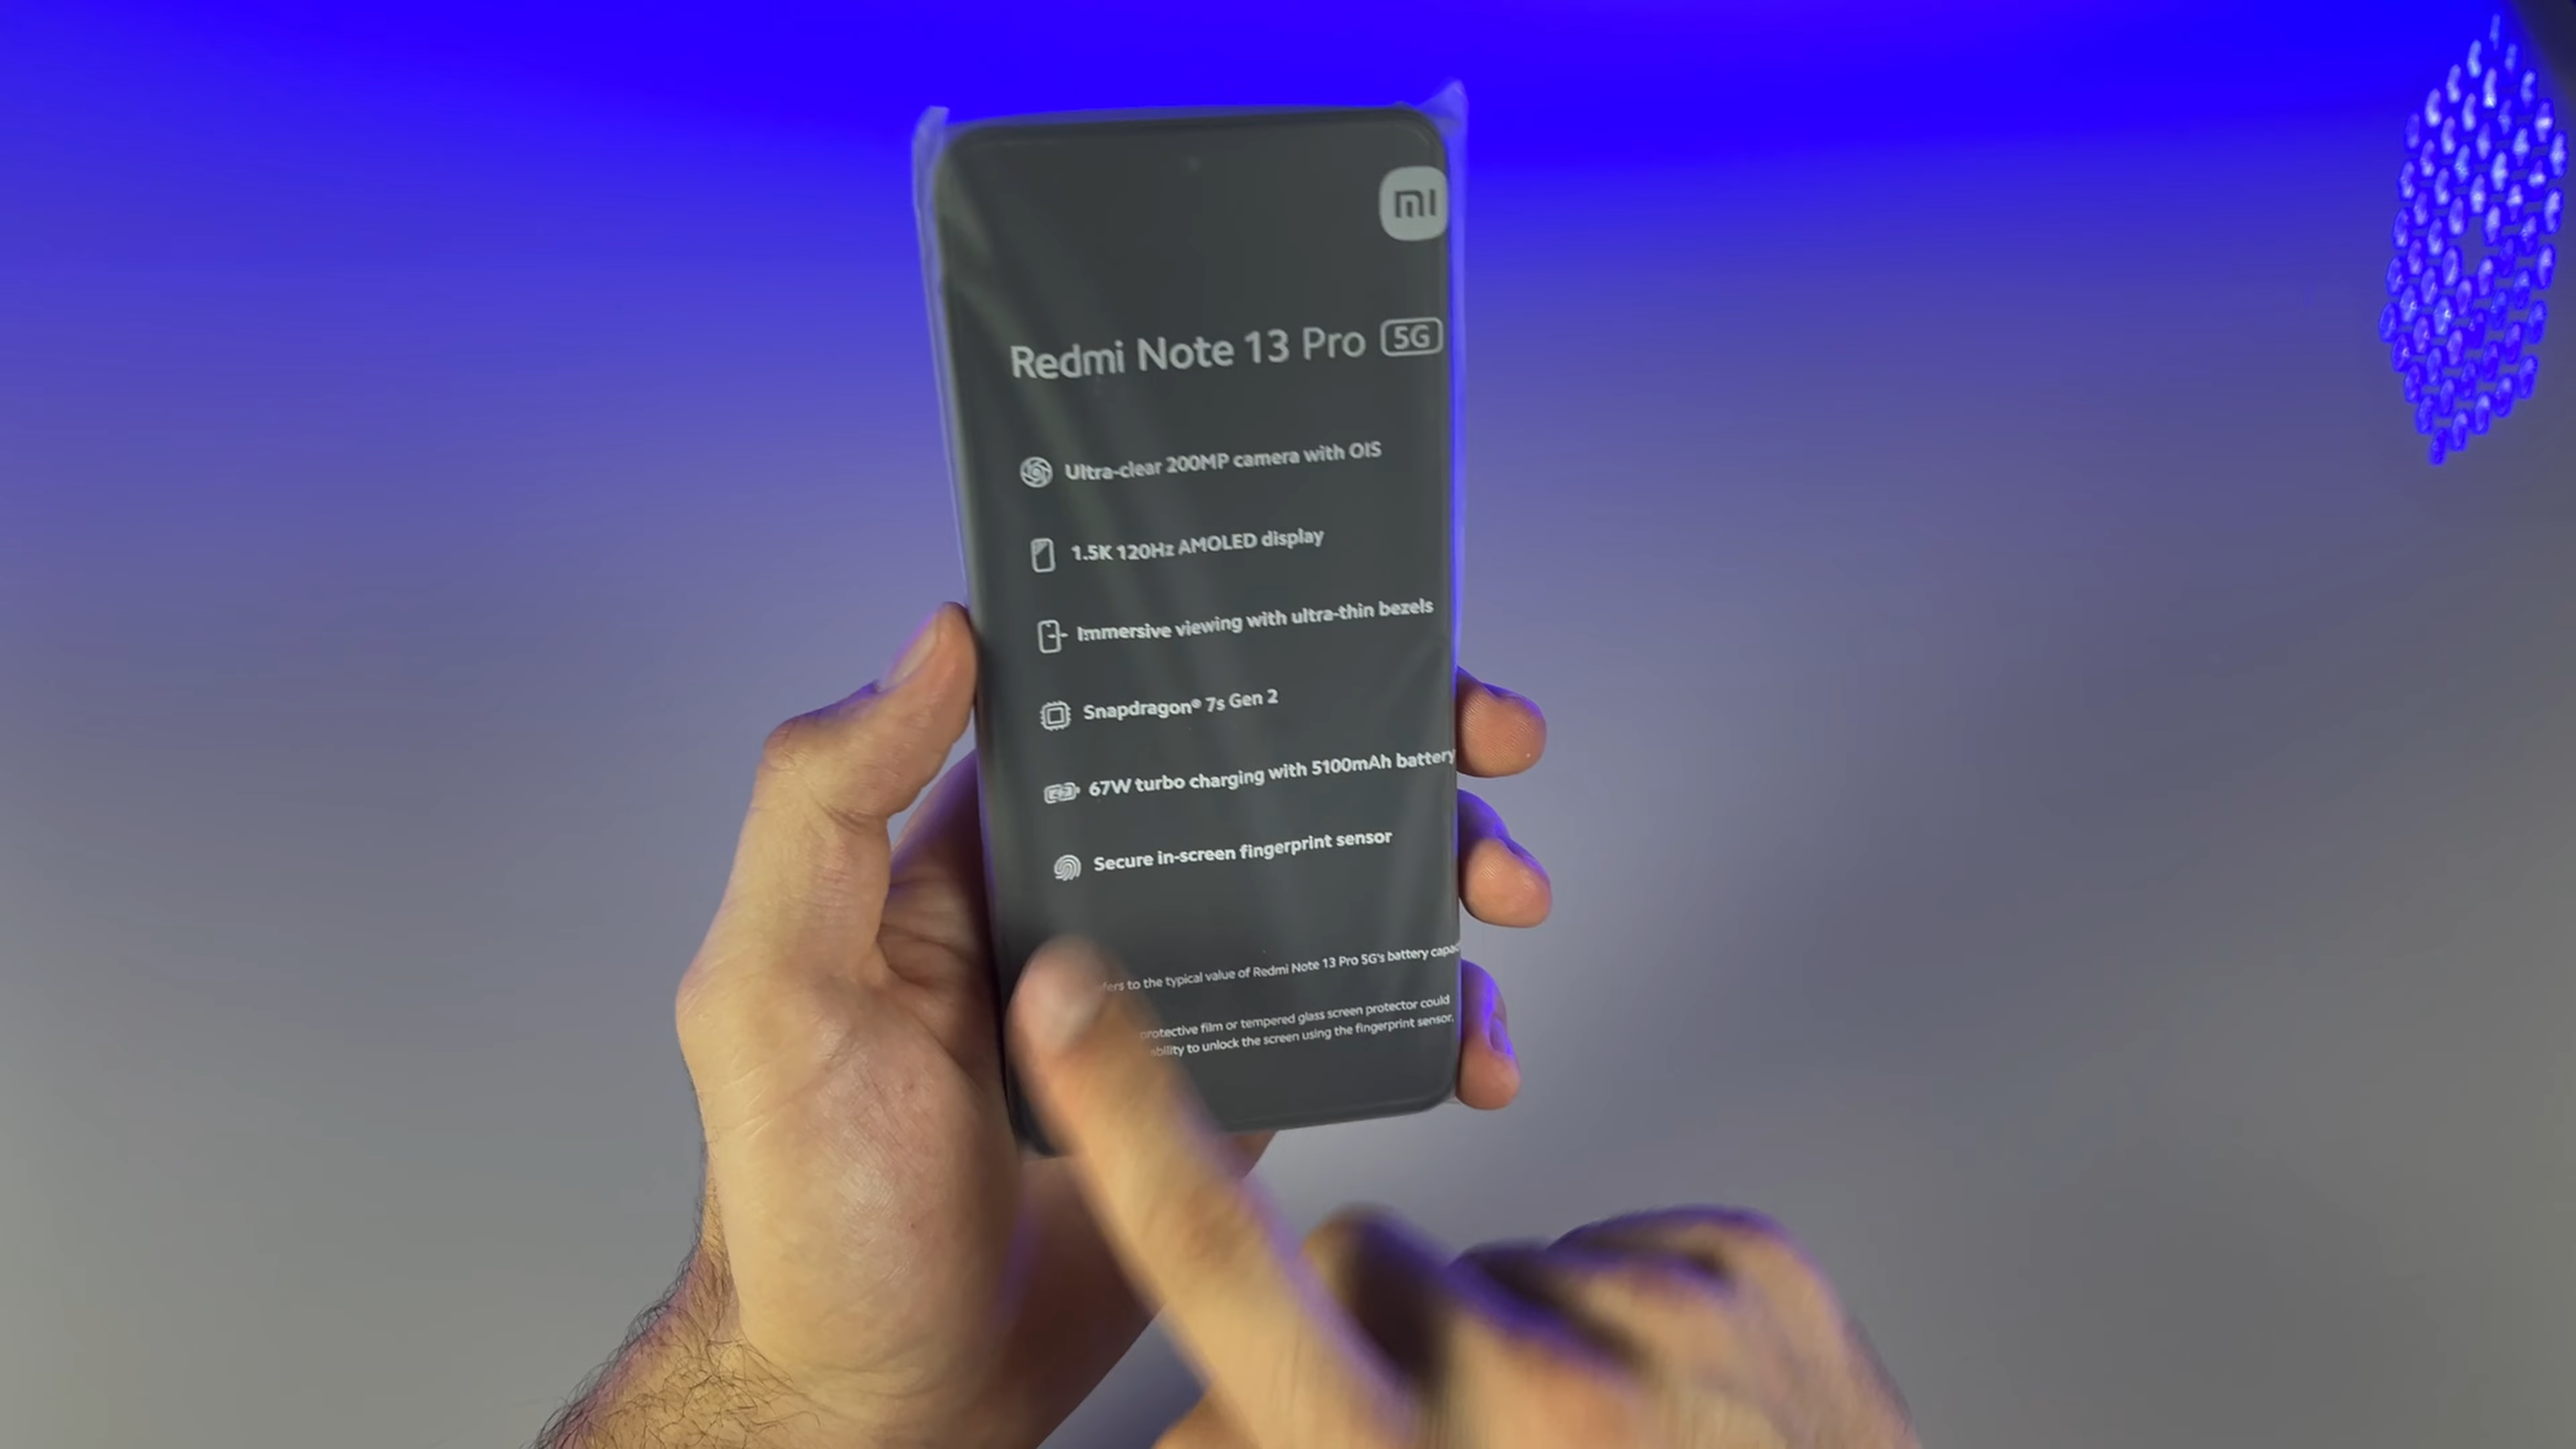 mi
Redmi Note 13 Pro 5G
Ultra-clear 200MP camera with OIS
1.5K 120Hz AMOLED display
Immersive viewing with ultra-thin bezels
Snapdragon® 7s Gen 2
67W turbo charging with 5100mAh battery
Secure in-screen fingerprint sensor
to the typical value of Redmi Note 13 Pro 5G's battery
protective film or tempered glass screen protector could
to unlock the screen using the fingerprint sensor.